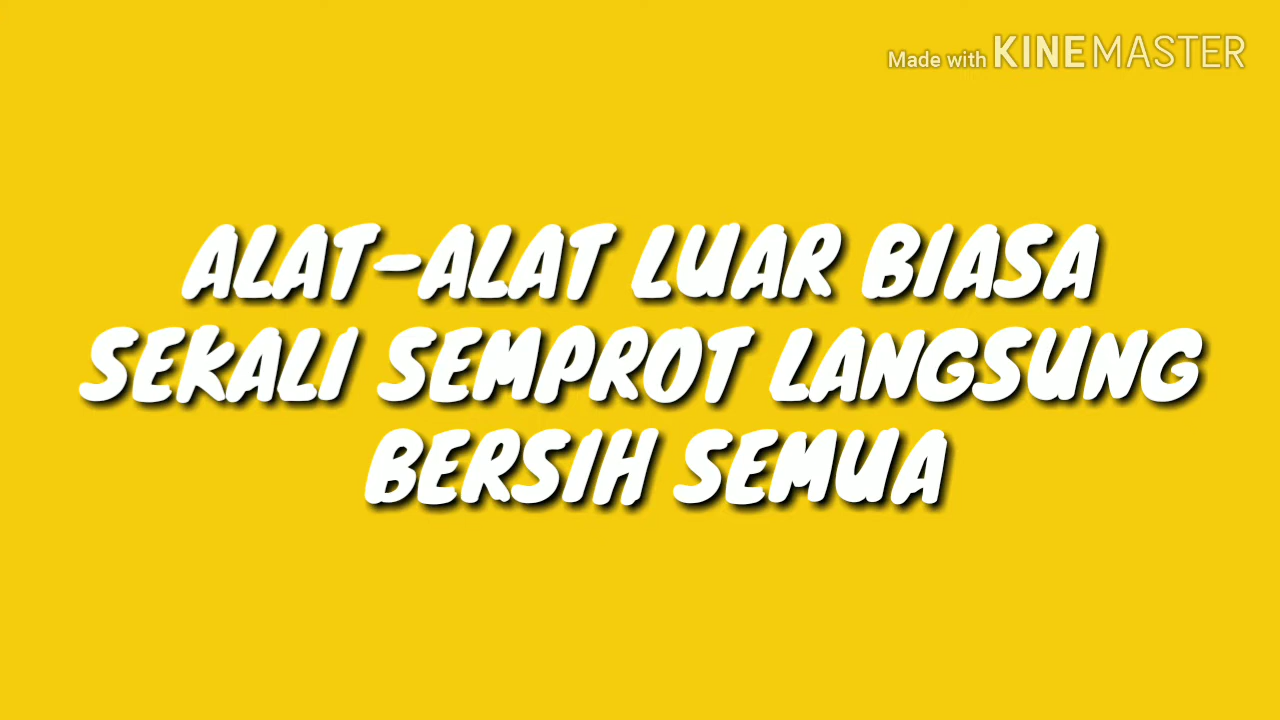 Made with KINEMASTER
ALAT-ALAT LUAR BIASA
SEKALI SEMPROT LANGSUNG
BERSIH SEMUA